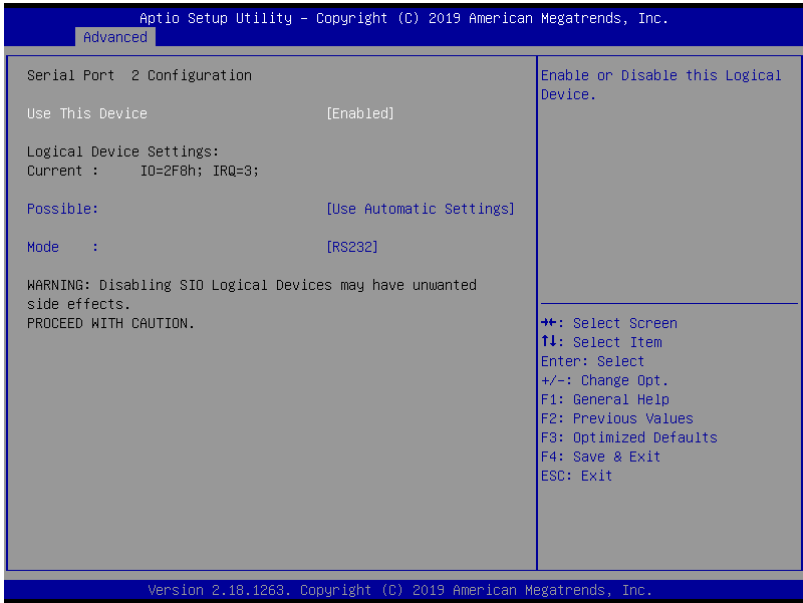 Aptio Setup Utility – Copyright (C) 2019 American Megatrends, Inc.
Advanced
Serial Port 2 Configuration
Use This Device [Enabled]
Logical Device Settings:
Current : IO=2F8h; IRQ=3;
Possible: [Use Automatic Settings]
Mode : [RS232]
WARNING: Disabling SIO Logical Devices may have unwanted
side effects.
PROCEED WITH CAUTION.
Enable or Disable this Logical
Device.
→←: Select Screen
↑↓: Select Item
Enter: Select
+/-: Change Opt.
F1: General Help
F2: Previous Values
F3: Optimized Defaults
F4: Save & Exit
ESC: Exit
Version 2.18.1263. Copyright (C) 2019 American Megatrends, Inc.